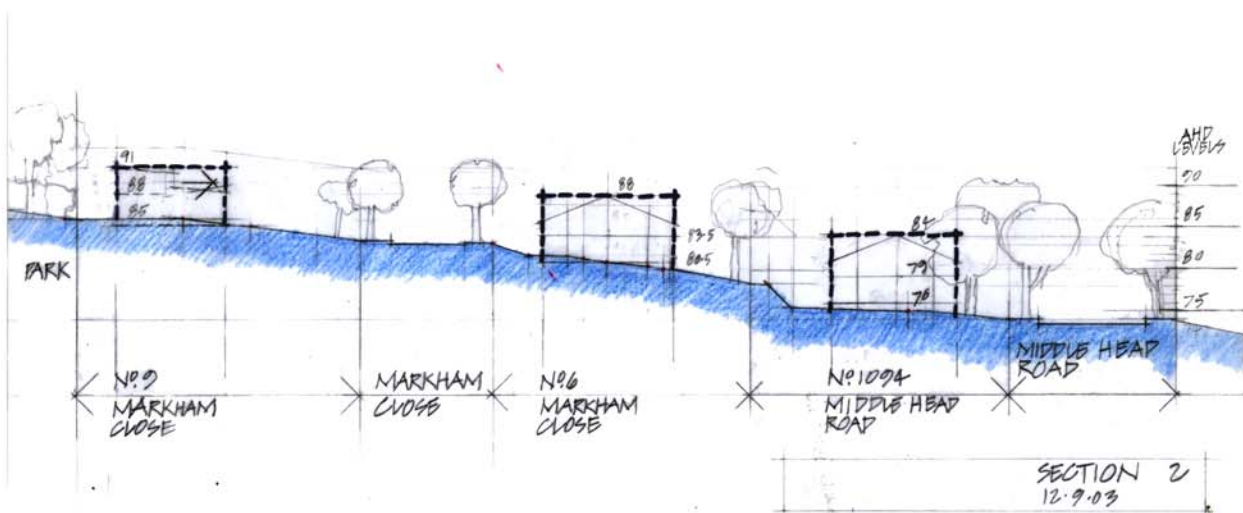 AHD
LEVELS
91
88
85
88
83.5
80.5
84
79
76
90
85
80
75
PARK
Nº9
MARKHAM
CLOSE
MARKHAM
CLOSE
Nº6
MARKHAM
CLOSE
Nº1094
MIDDLE HEAD
ROAD
MIDDLE HEAD
ROAD
SECTION 2
12.9.03